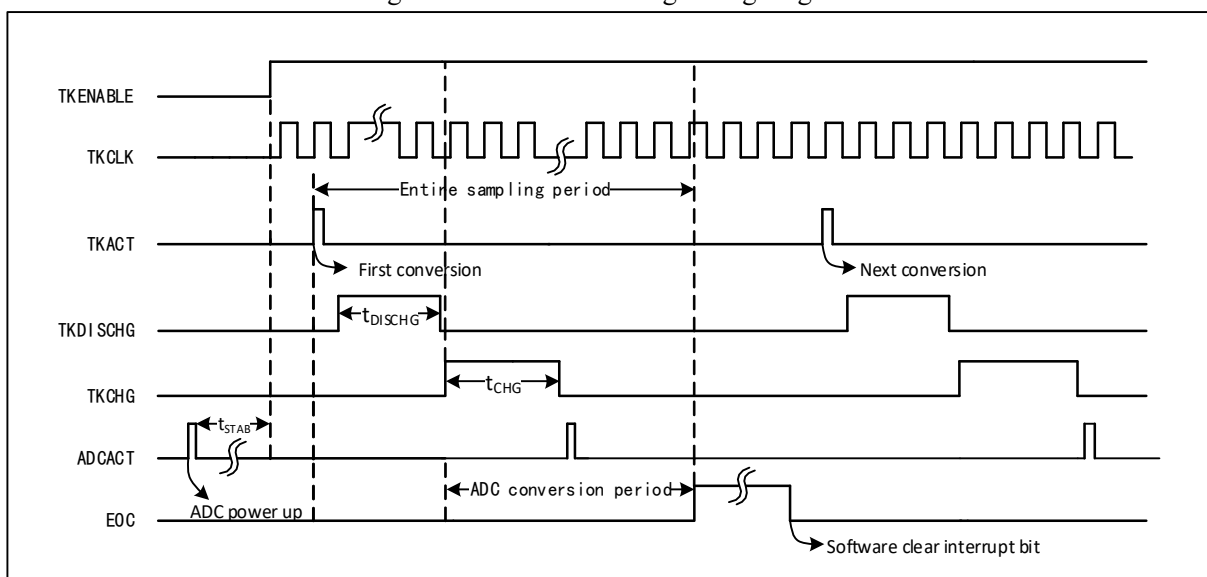 TKENABLE
TKCLK
Entire sampling period
TKACT
First conversion
Next conversion
TKDISCHG
tDISCHG
TKCHG
tCHG
tSTAB
ADCACT
ADC conversion period
ADC power up
EOC
Software clear interrupt bit